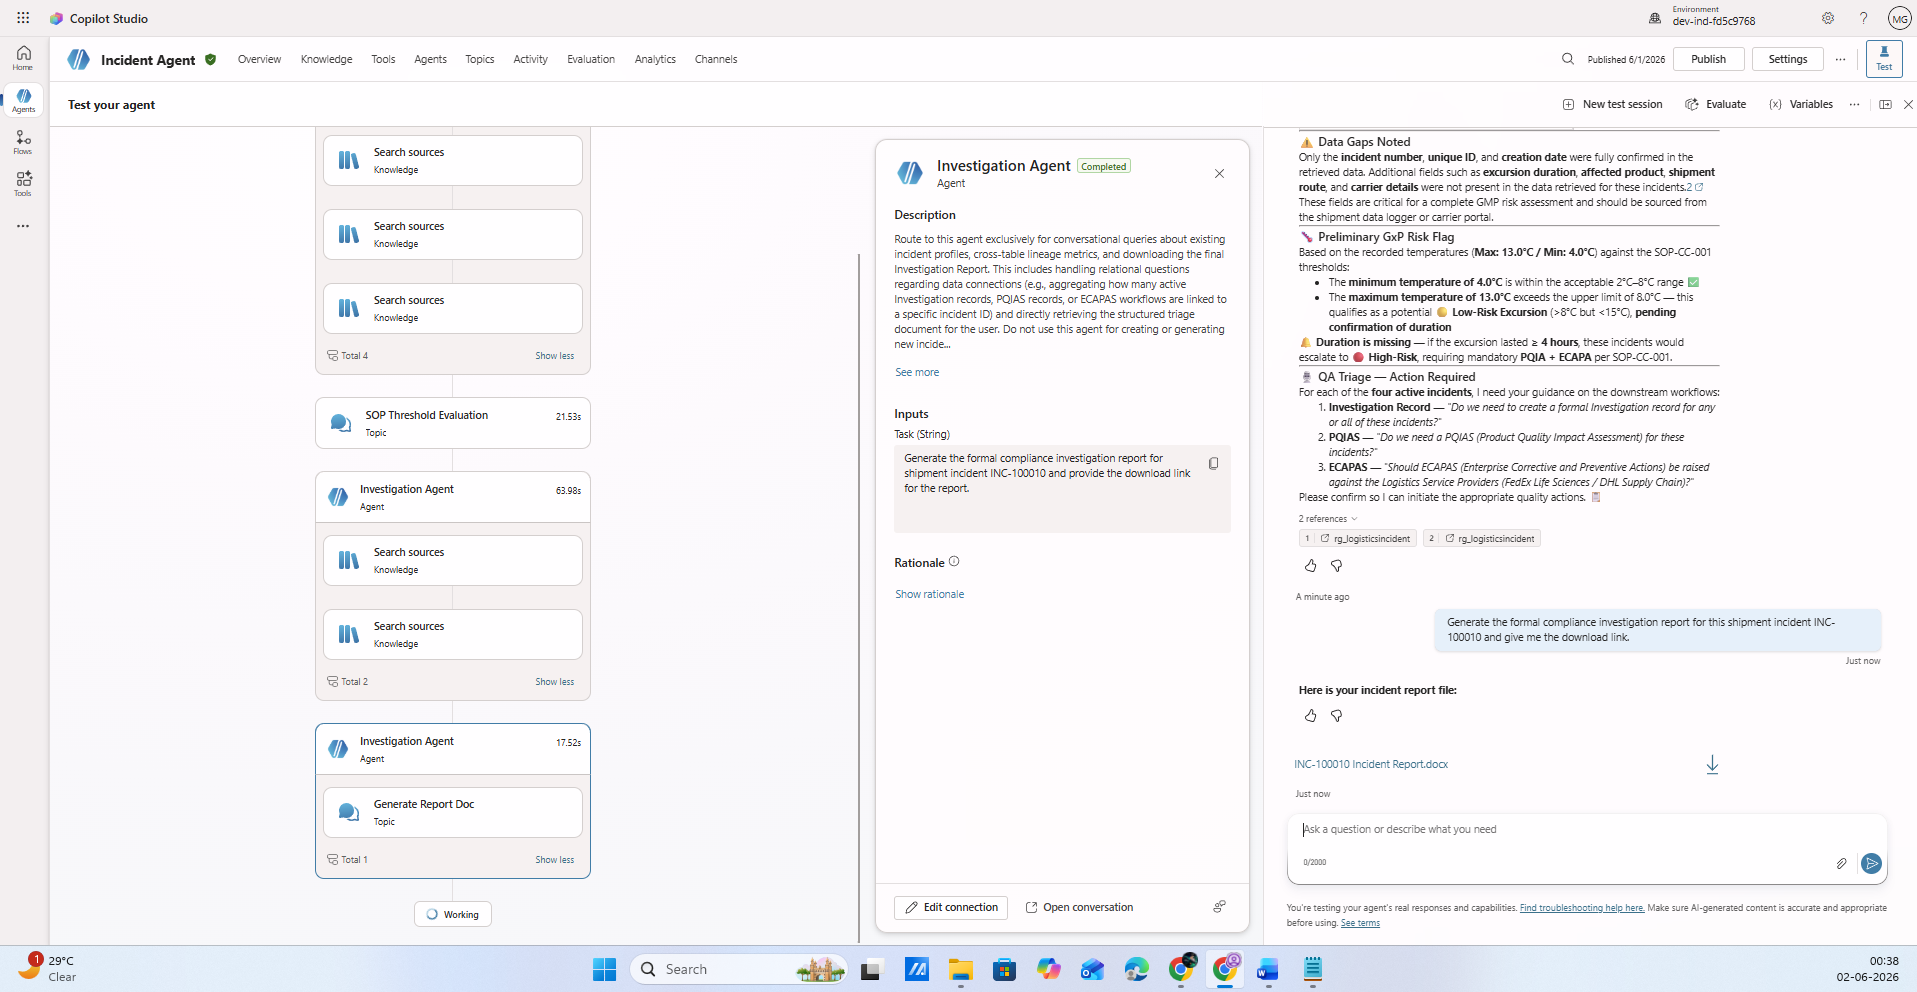 Copilot Studio
Environment
dev-ind-fd5c9768
MG
Home
Agents
Flows
Tools
Incident Agent
Overview
Knowledge
Tools
Agents
Topics
Activity
Evaluation
Analytics
Channels
Published 6/1/2026
Publish
Settings
Test
Test your agent
New test session
Evaluate
Variables
Search sources
Knowledge
Search sources
Knowledge
Search sources
Knowledge
Total 4
Show less
SOP Threshold Evaluation
21.53s
Topic
Investigation Agent
63.98s
Agent
Search sources
Knowledge
Search sources
Knowledge
Total 2
Show less
Investigation Agent
17.52s
Agent
Generate Report Doc
Topic
Total 1
Show less
Working
Investigation Agent
Completed
Agent
Description
Route to this agent exclusively for conversational queries about existing
incident profiles, cross-table lineage metrics, and downloading the final
Investigation Report. This includes handling relational questions
regarding data connections (e.g., aggregating how many active
Investigation records, PQIAS records, or ECAPAS workflows are linked to
a specific incident ID) and directly retrieving the structured triage
document for the user. Do not use this agent for creating or generating
new incide...
See more
Inputs
Task (String)
Generate the formal compliance investigation report for
shipment incident INC-100010 and provide the download link
for the report.
Rationale
Show rationale
Edit connection
Open conversation
Data Gaps Noted
Only the incident number, unique ID, and creation date were fully confirmed in the
retrieved data. Additional fields such as excursion duration, affected product, shipment
route, and carrier details were not present in the data retrieved for these incidents.2
These fields are critical for a complete GMP risk assessment and should be sourced from
the shipment data logger or carrier portal.
Preliminary GxP Risk Flag
Based on the recorded temperatures (Max: 13.0°C / Min: 4.0°C) against the SOP-CC-001
thresholds:
• The minimum temperature of 4.0°C is within the acceptable 2°C–8°C range ✅
• The maximum temperature of 13.0°C exceeds the upper limit of 8.0°C — this
qualifies as a potential 🟡 Low-Risk Excursion (>8°C but <15°C), pending
confirmation of duration
Duration is missing — if the excursion lasted ≥ 4 hours, these incidents would
escalate to 🔴 High-Risk, requiring mandatory PQIA + ECAPA per SOP-CC-001.
QA Triage — Action Required
For each of the four active incidents, I need your guidance on the downstream workflows:
1. Investigation Record — "Do we need to create a formal Investigation record for any
or all of these incidents?"
2. PQIAS — "Do we need a PQIAS (Product Quality Impact Assessment) for these
incidents?"
3. ECAPAS — "Should ECAPAS (Enterprise Corrective and Preventive Actions) be raised
against the Logistics Service Providers (FedEx Life Sciences / DHL Supply Chain)?"
Please confirm so I can initiate the appropriate quality actions.
2 references
1 rg_logisticsincident
2 rg_logisticsincident
A minute ago
Generate the formal compliance investigation report for this shipment incident INC-
100010 and give me the download link.
Just now
Here is your incident report file:
INC-100010 Incident Report.docx
Just now
Ask a question or describe what you need
0/2000
You're testing your agent's real responses and capabilities. Find troubleshooting help here. Make sure AI-generated content is accurate and appropriate
before using. See terms
1
29°C
Clear
Search
00:38
02-06-2026